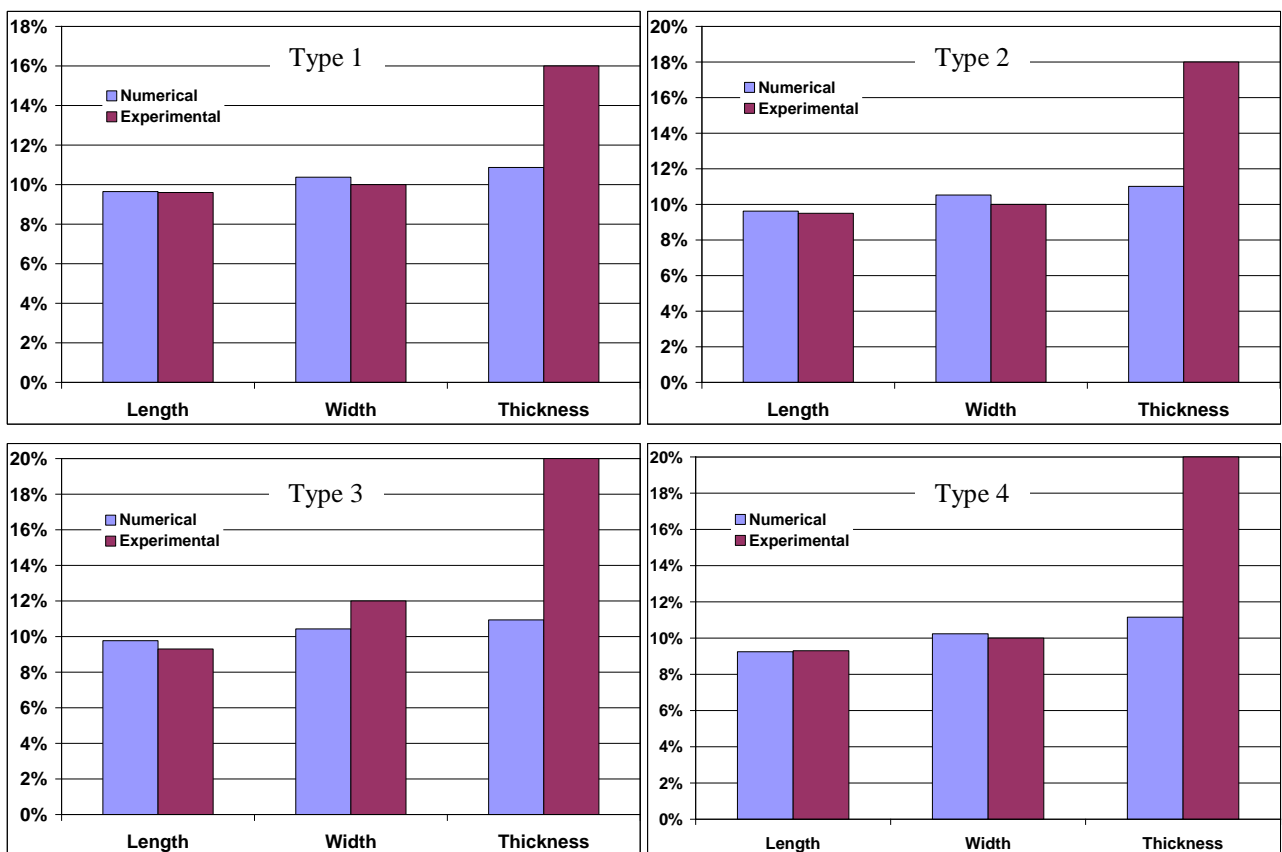 18%
Type 1
16%
Numerical
14%
Experimental
12%
10%
8%
6%
4%
2%
0%
Length Width Thickness
20%
Type 2
18%
16%
Numerical
Experimental
14%
12%
10%
8%
6%
4%
2%
0%
Length Width Thickness
20%
Type 3
18%
Numerical
16%
Experimental
14%
12%
10%
8%
6%
4%
2%
0%
Length Width Thickness
20%
Type 4
18%
Numerical
16%
Experimental
14%
12%
10%
8%
6%
4%
2%
0%
Length Width Thickness